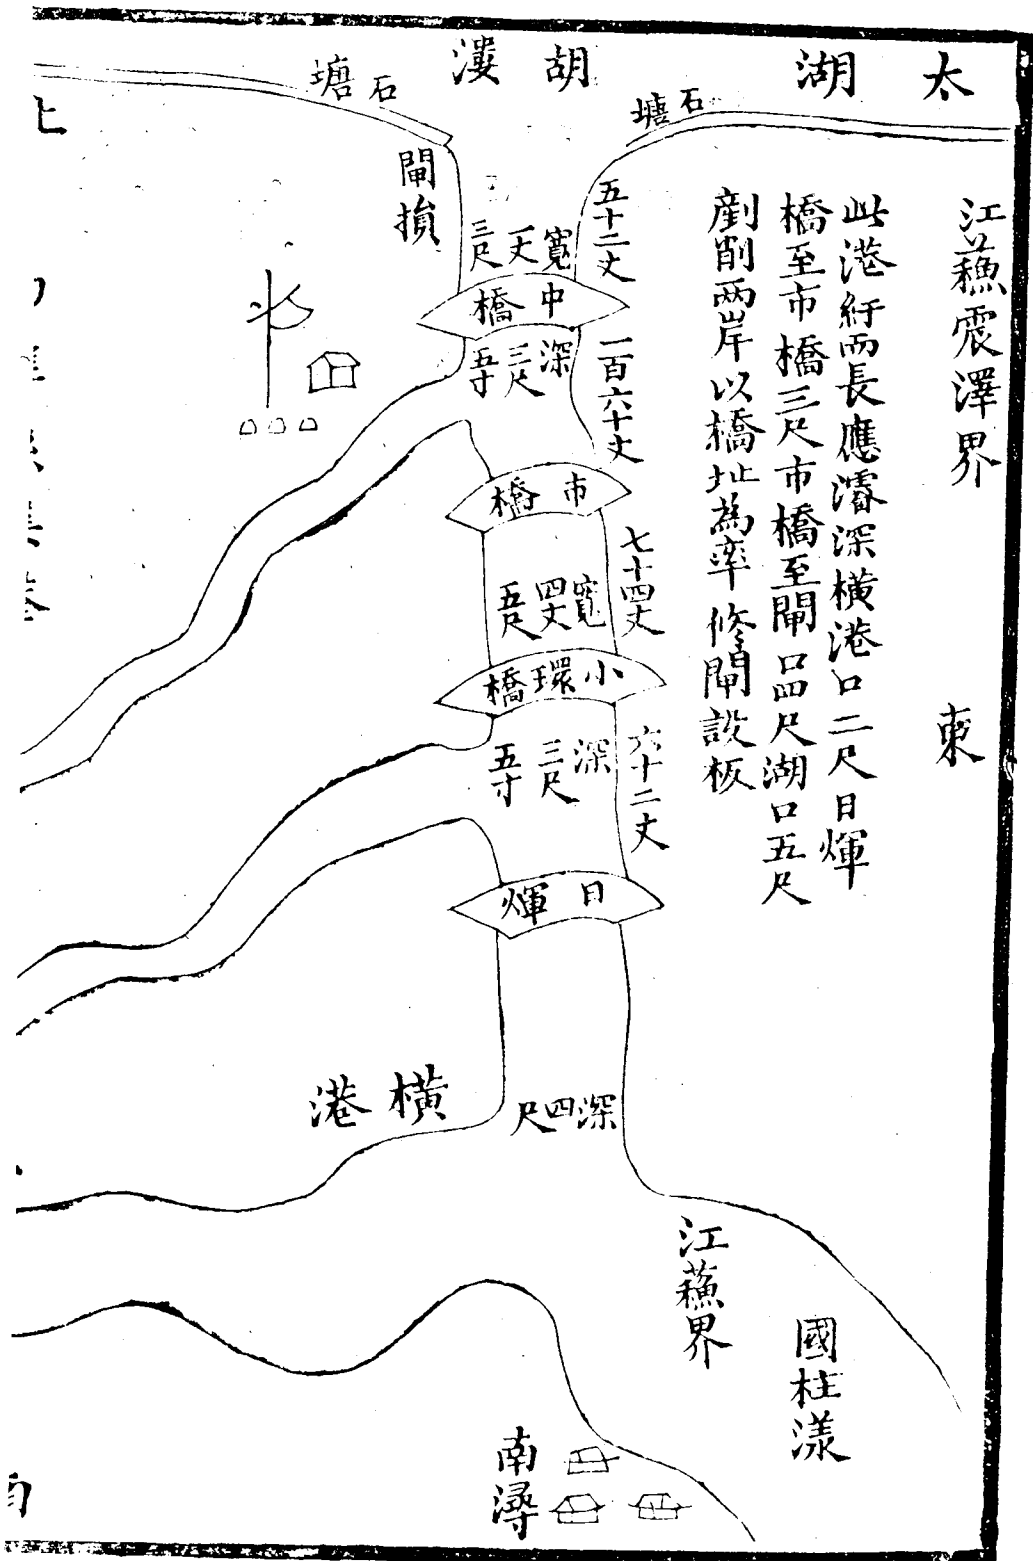 太湖
胡漊
石塘
石塘
江蘇震澤界
東
此港紆而長應濬深橫港口二尺日煇
橋至市橋三尺市橋至閘口四尺湖口五尺
剷削兩岸以橋址爲率修閘設板
閘損
五十二丈
寬一丈三尺
中橋
深三尺五寸
一百六十丈
市橋
七十四丈
寬四丈五尺
小環橋
深三尺五寸
六十二丈
日煇
橫港
深四尺
江蘇界
國柱漾
南潯